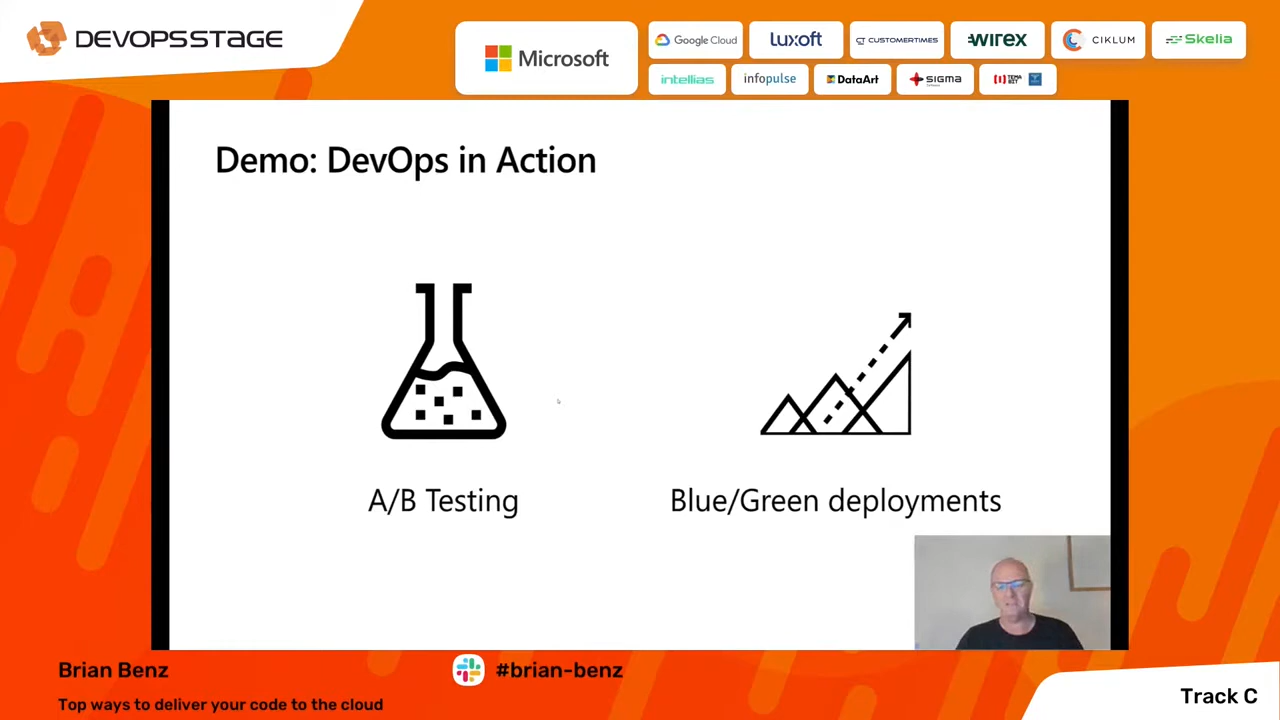 DEVOPSSTAGE
Microsoft
Google Cloud
luxoft
CUSTOMERTIMES
WIREX
CIKLUM
Skelia
intellias
infopulse
DataArt
SIGMA
Demo: DevOps in Action
A/B Testing
Blue/Green deployments
Brian Benz
#brian-benz
Top ways to deliver your code to the cloud
Track C